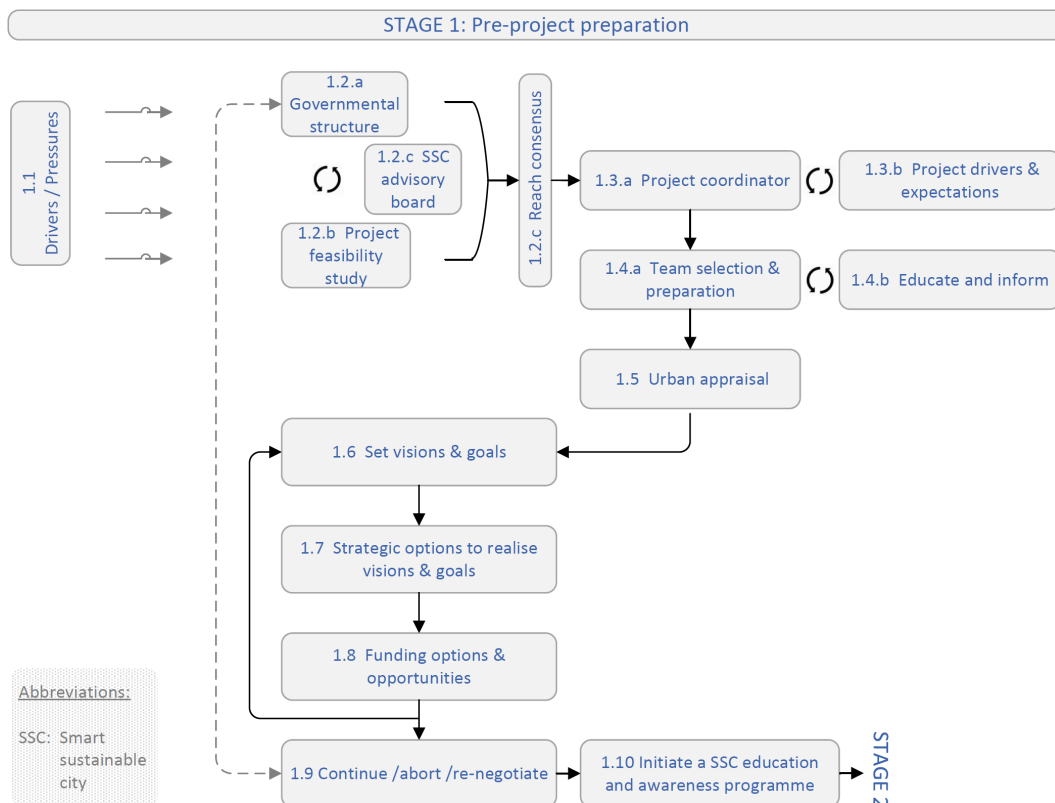 STAGE 1: Pre-project preparation
1.1
Drivers / Pressures
1.2.a
Governmental
structure
1.2.c SSC
advisory
board
1.2.b Project
feasibility
study
1.2.c Reach consensus
1.3.a Project coordinator
1.3.b Project drivers &
expectations
1.4.a Team selection &
preparation
1.4.b Educate and inform
1.5 Urban appraisal
1.6 Set visions & goals
1.7 Strategic options to realise
visions & goals
1.8 Funding options &
opportunities
1.9 Continue /abort /re-negotiate
1.10 Initiate a SSC education
and awareness programme
STAGE 2
Abbreviations:
SSC: Smart
sustainable
city